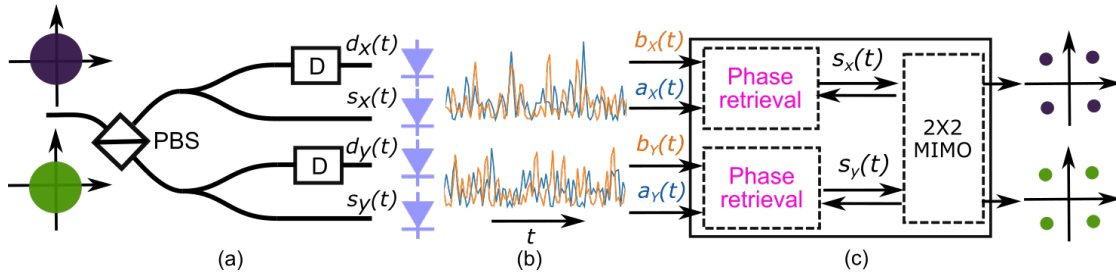 PBS
D
d_X(t)
s_X(t)
D
d_y(t)
s_y(t)
(a)
t
(b)
b_X(t)
a_X(t)
b_Y(t)
a_Y(t)
Phase
retrieval
s_x(t)
Phase
retrieval
s_y(t)
2X2
MIMO
(c)